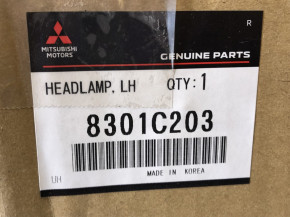 R
MITSUBISHI
MOTORS
GENUINE PARTS
HEADLAMP, LH QTY:1
8301C203
UH MADE IN KOREA